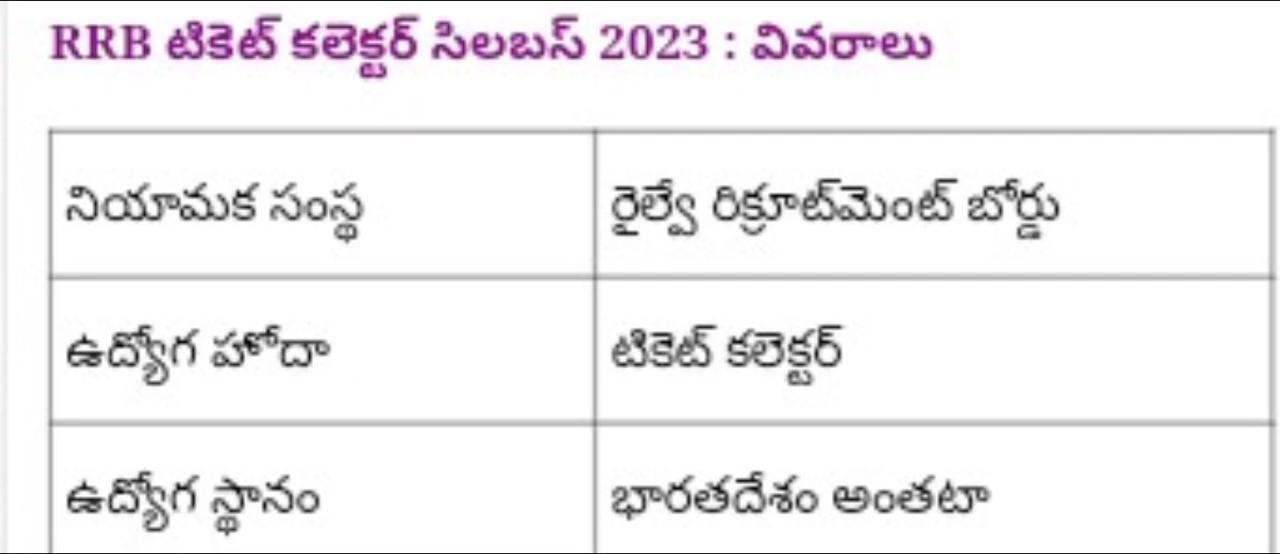 RRB టికెట్ కలెక్టర్ సిలబస్ 2023 : వివరాలు
నియామక సంస్థ రైల్వే రిక్రూట్‌మెంట్ బోర్డు
ఉద్యోగ హోదా టికెట్ కలెక్టర్
ఉద్యోగ స్థానం భారతదేశం అంతటా